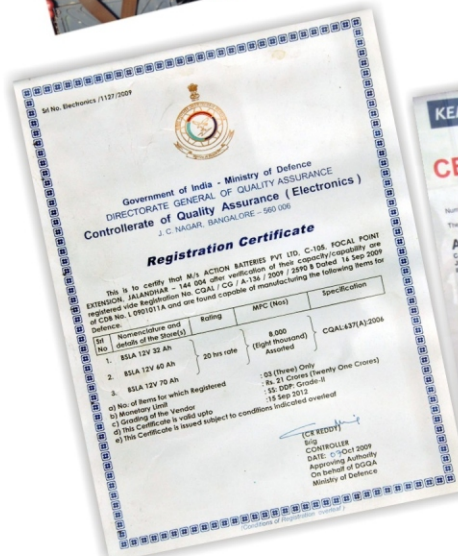 Srl No. Electronics /1127/2009
Government of India - Ministry of Defence
DIRECTORATE GENERAL OF QUALITY ASSURANCE
Controllerate of Quality Assurance ( Electronics )
J. C. NAGAR, BANGALORE – 560 006
Registration Certificate
This is to certify that M/s ACTION BATTERIES PVT LTD, C-105, FOCAL POINT
EXTENSION, JALANDHAR - 144 004 after verification of their capacity/capability are
registered vide Registration No. CQAL / CG / A-136 / 2009 / 2590 B Dated 16 Sep 2009
of CDB No. I 0901011A and are found capable of manufacturing the following items for
Defence.
Srl No Nomenclature and details of the Store(s) Rating MPC (Nos) Specification
1. BSLA 12V 32 Ah
2. BSLA 12V 60 Ah 20 hrs rate 8,000 (Eight thousand) Assorted CQAL:637(A):2006
3. BSLA 12V 70 Ah
a) No. of Items for which Registered : 03 (Three) Only
b) Monetary Limit : Rs. 21 Crores (Twenty One Crores)
c) Grading of the Vendor : SS: DDP: Grade-II
d) This Certificate is valid upto : 15 Sep 2012
e) This Certificate is issued subject to conditions indicated overleaf
(CR REDDY)
Brig
CONTROLLER
DATE: 07 Oct 2009
Approving Authority
On behalf of DGQA
Ministry of Defence
(Conditions of Registration overleaf )
KE
CE